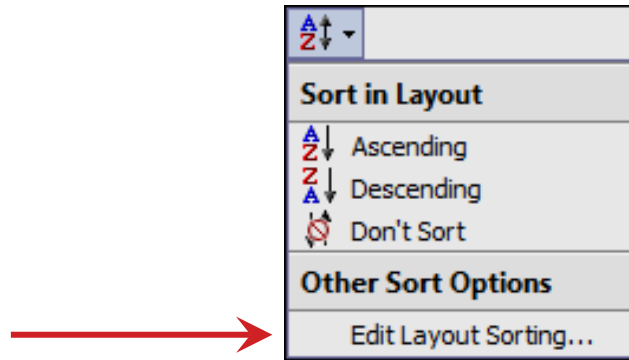 Sort in Layout
Ascending
Descending
Don't Sort
Other Sort Options
Edit Layout Sorting...